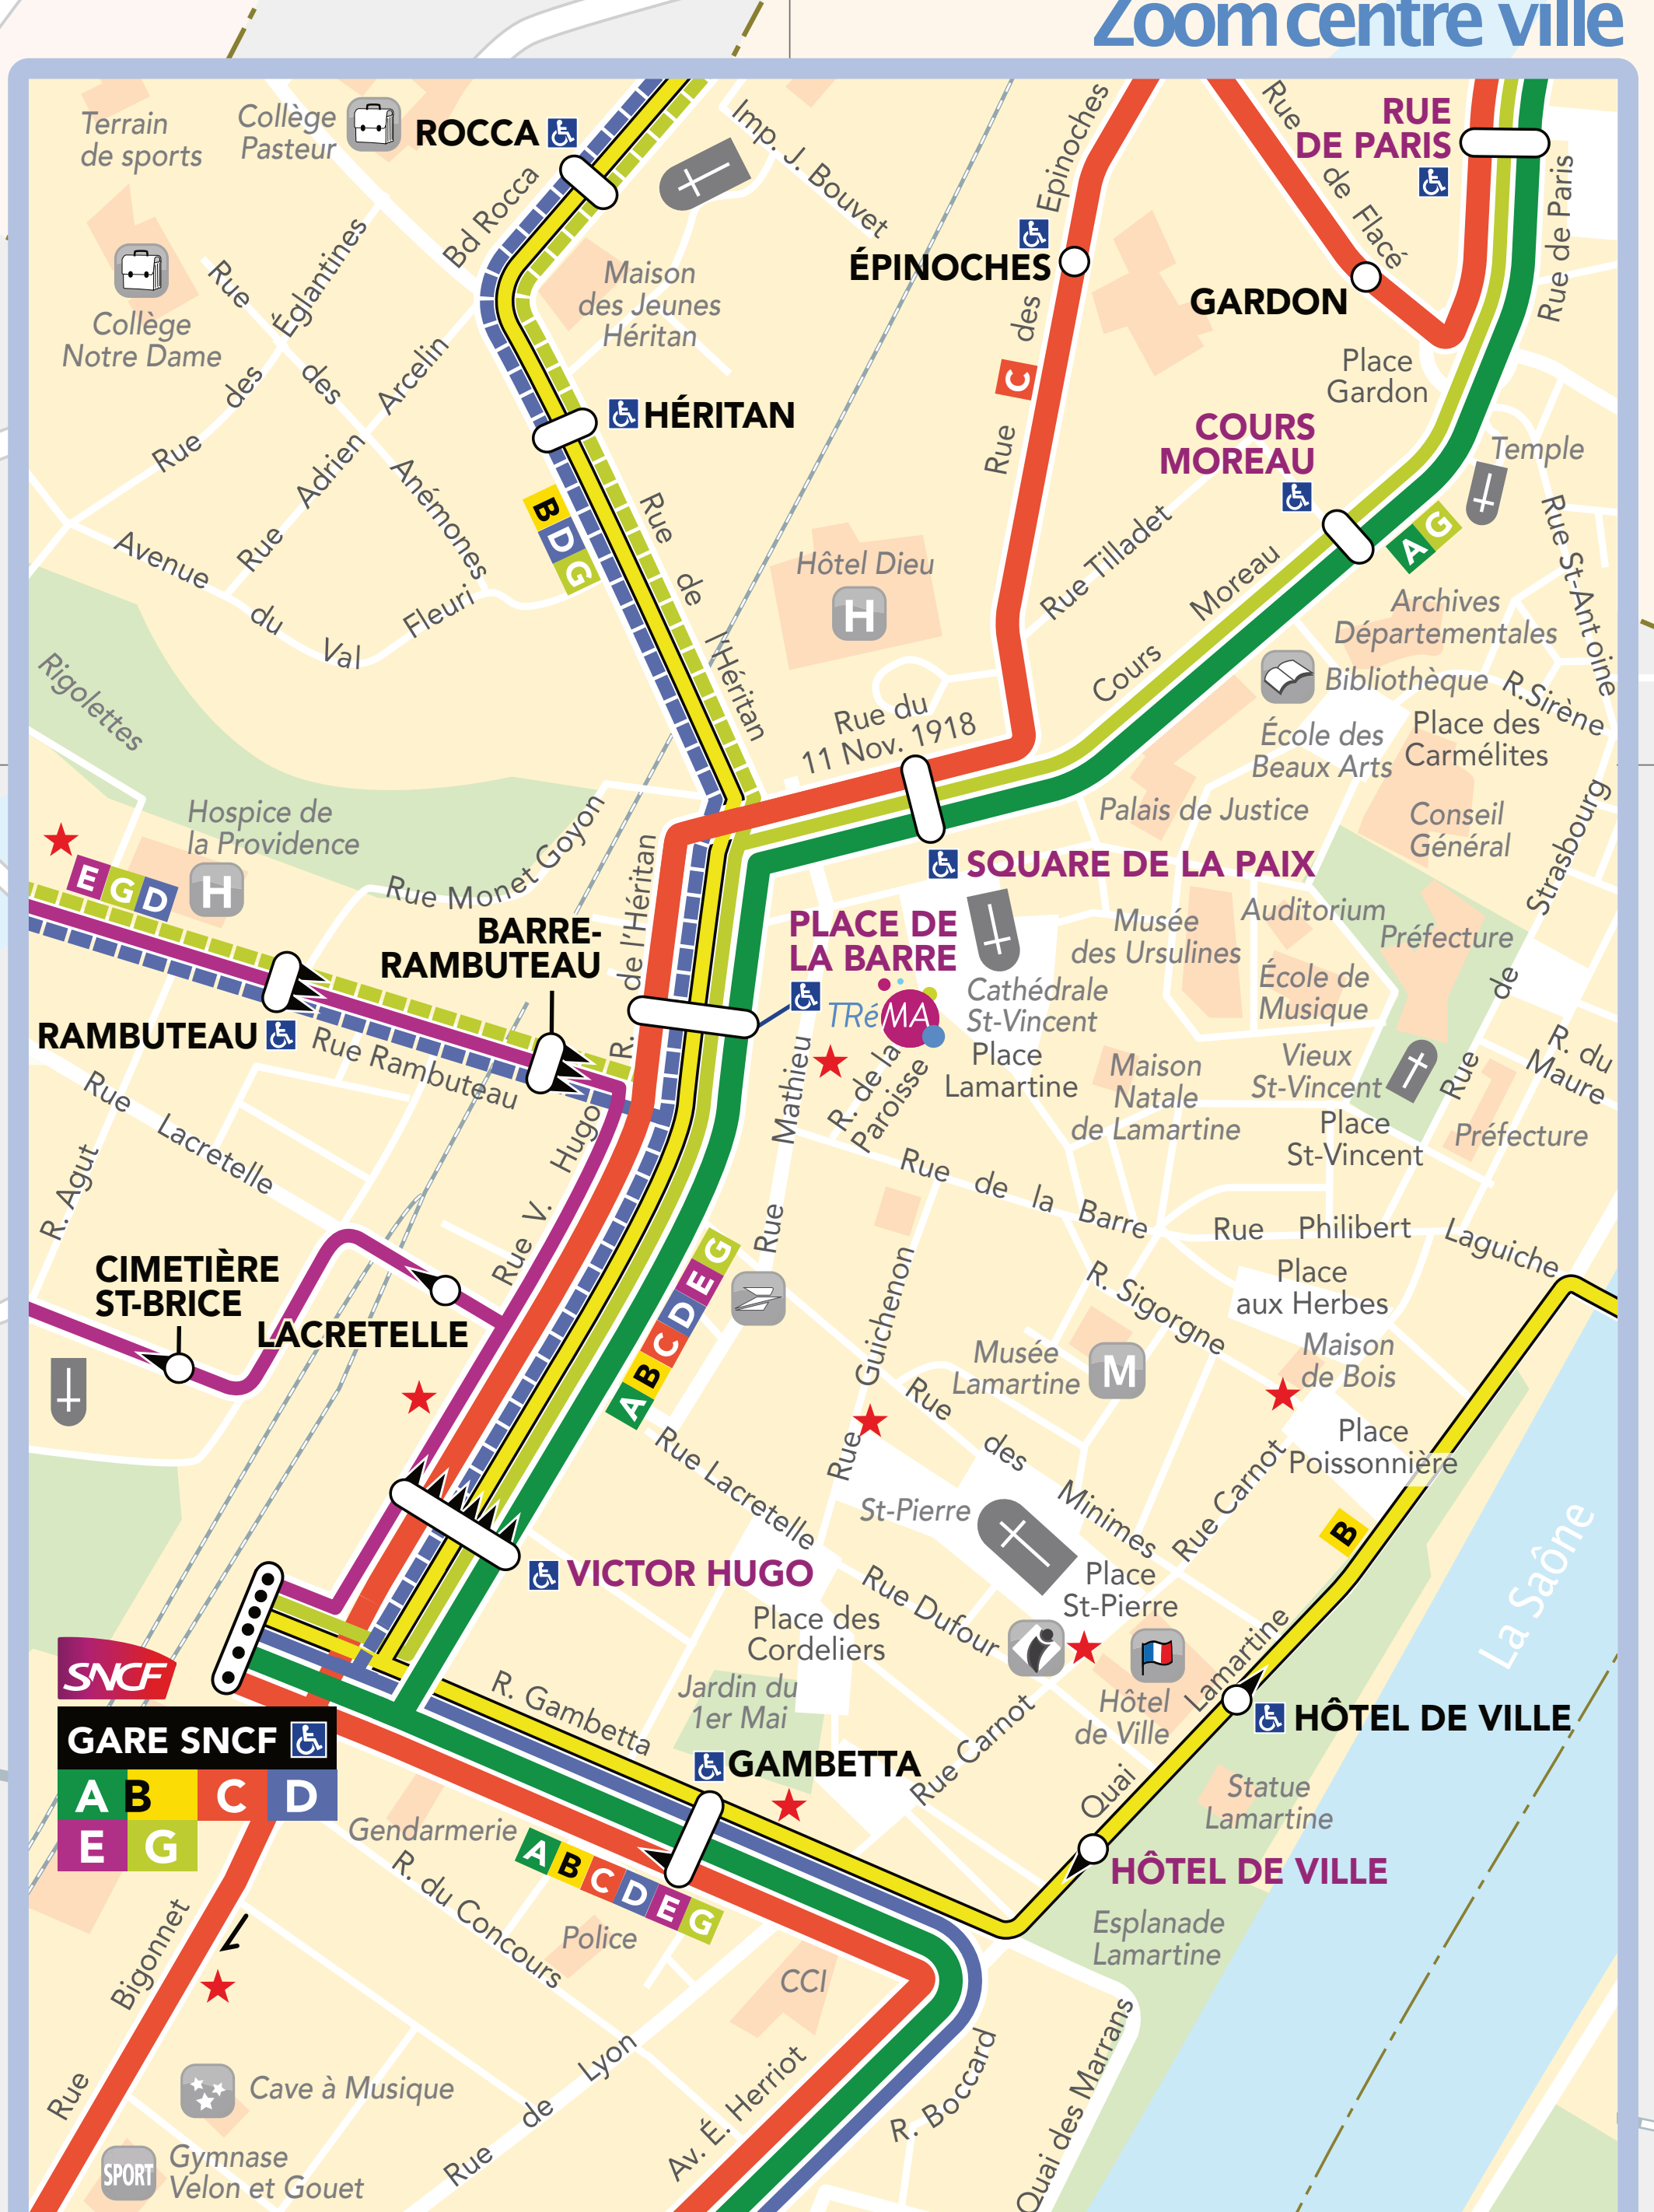 Zoom centre ville
Terrain
de sports
Collège
Pasteur
ROCCA
Imp. J. Bouvet
Rue des Épinoches
Rue de Flacé
RUE
DE PARIS
Rue de Paris
Bd Rocca
Collège
Notre Dame
Rue des Églantines
Rue des Anémones
Rue Adrien Arcelin
Maison
des Jeunes
Héritan
ÉPINOCHES
GARDON
C
Place
Gardon
HÉRITAN
COURS
MOREAU
Temple
B
D
G
Rue de l'Héritan
Avenue du Val Fleuri
Hôtel Dieu
H
Rue Tilladet
Cours Moreau
A G
Rue St-Antoine
Archives
Départementales
Bibliothèque
R.Sirène
Rigolettes
Rue du
11 Nov. 1918
École des
Beaux Arts
Place des
Carmélites
Palais de Justice
Conseil
Général
Rue de Strasbourg
Hospice de
la Providence
H
E G D
Rue Monet Goyon
R. de l'Héritan
SQUARE DE LA PAIX
BARRE-
RAMBUTEAU
PLACE DE
LA BARRE
TRéMA
Cathédrale
St-Vincent
Musée
des Ursulines
Auditorium
Préfecture
École de
Musique
RAMBUTEAU
Rue Rambuteau
Place
Lamartine
R. de la
Paroisse
Rue Mathieu
Maison
Natale
de Lamartine
Vieux
St-Vincent
Place
St-Vincent
R. du
Maure
Préfecture
Rue Lacretelle
R. Agut
Rue V. Hugo
Rue de la Barre
Rue Philibert Laguiche
CIMETIÈRE
ST-BRICE
LACRETELLE
A B C D E G
Rue Guichenon
R. Sigorgne
Place
aux Herbes
Musée
Lamartine
M
Maison
de Bois
Rue des Minimes
Place
Poissonnière
Rue Lacretelle
St-Pierre
Rue Carnot
B
La Saône
VICTOR HUGO
Rue Dufour
Place
St-Pierre
Place des
Cordeliers
SNCF
GARE SNCF
A B C D
E G
R. Gambetta
Jardin du
1er Mai
Hôtel
de Ville
Quai Lamartine
HÔTEL DE VILLE
GAMBETTA
Rue Carnot
Statue
Lamartine
Gendarmerie
A B C D E G
HÔTEL DE VILLE
R. du Concours
Police
Esplanade
Lamartine
Rue Bigonnet
CCI
Cave à Musique
Rue de Lyon
Av. É. Herriot
R. Boccard
Quai des Marrans
SPORT
Gymnase
Velon et Gouet